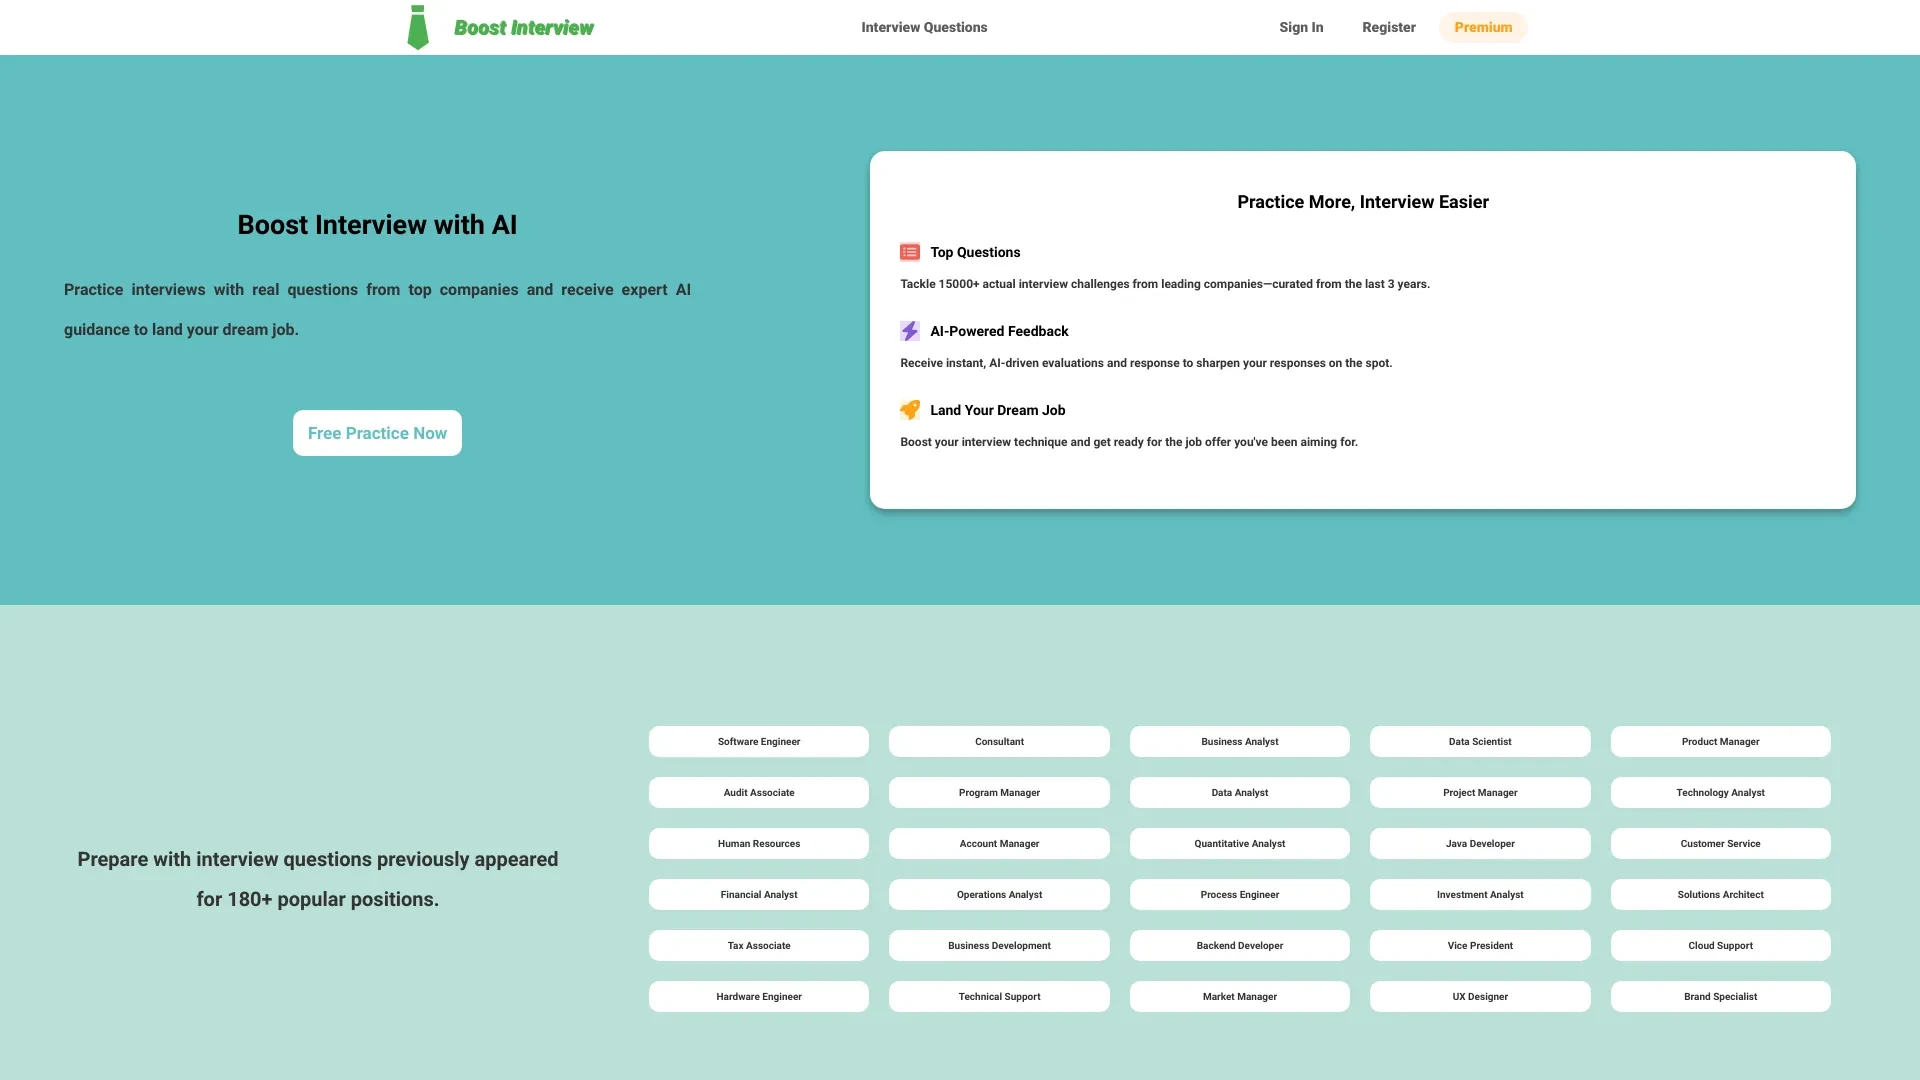 Boost Interview
Interview Questions
Sign In
Register
Premium
Boost Interview with AI
Practice interviews with real questions from top companies and receive expert AI
guidance to land your dream job.
Free Practice Now
Practice More, Interview Easier
Top Questions
Tackle 15000+ actual interview challenges from leading companies—curated from the last 3 years.
AI-Powered Feedback
Receive instant, AI-driven evaluations and response to sharpen your responses on the spot.
Land Your Dream Job
Boost your interview technique and get ready for the job offer you've been aiming for.
Prepare with interview questions previously appeared
for 180+ popular positions.
Software Engineer
Consultant
Business Analyst
Data Scientist
Product Manager
Audit Associate
Program Manager
Data Analyst
Project Manager
Technology Analyst
Human Resources
Account Manager
Quantitative Analyst
Java Developer
Customer Service
Financial Analyst
Operations Analyst
Process Engineer
Investment Analyst
Solutions Architect
Tax Associate
Business Development
Backend Developer
Vice President
Cloud Support
Hardware Engineer
Technical Support
Market Manager
UX Designer
Brand Specialist